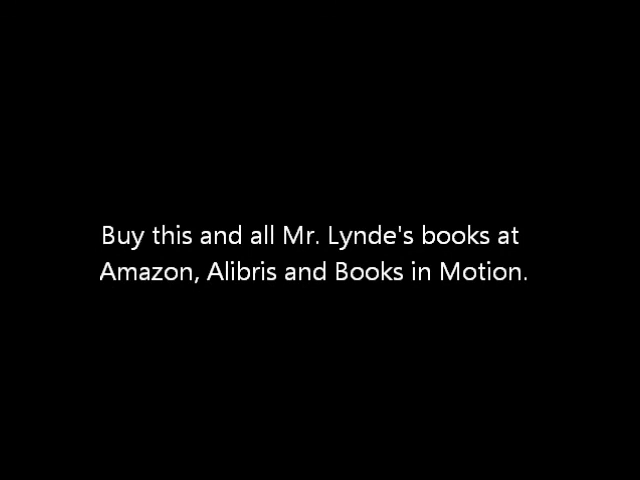 Buy this and all Mr. Lynde's books at
Amazon, Alibris and Books in Motion.